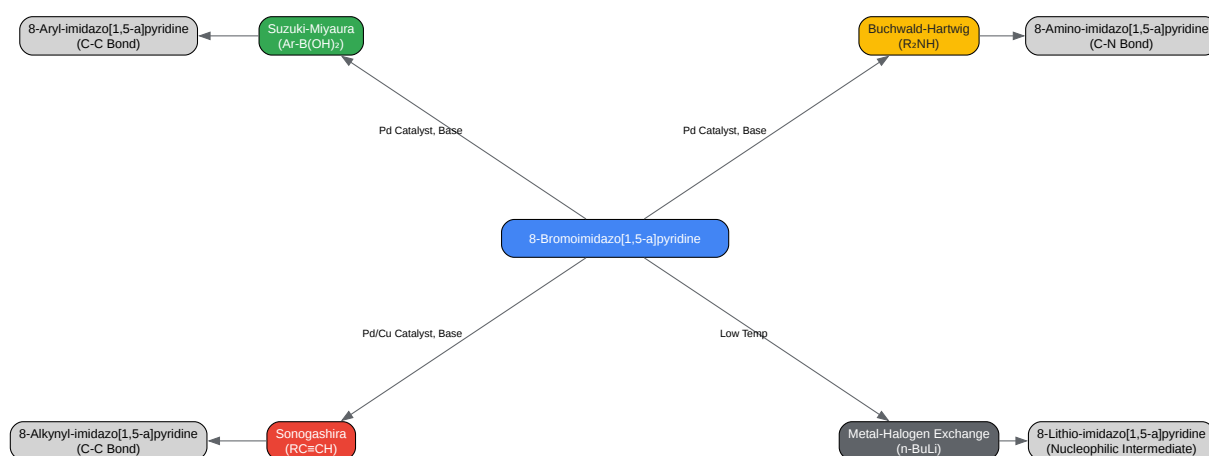 8-Aryl-imidazo[1,5-a]pyridine
(C-C Bond)
Suzuki-Miyaura
(Ar-B(OH)₂)
Buchwald-Hartwig
(R₂NH)
8-Amino-imidazo[1,5-a]pyridine
(C-N Bond)
Pd Catalyst, Base
Pd Catalyst, Base
8-Bromoimidazo[1,5-a]pyridine
Pd/Cu Catalyst, Base
Low Temp
8-Alkynyl-imidazo[1,5-a]pyridine
(C-C Bond)
Sonogashira
(RC≡CH)
Metal-Halogen Exchange
(n-BuLi)
8-Lithio-imidazo[1,5-a]pyridine
(Nucleophilic Intermediate)